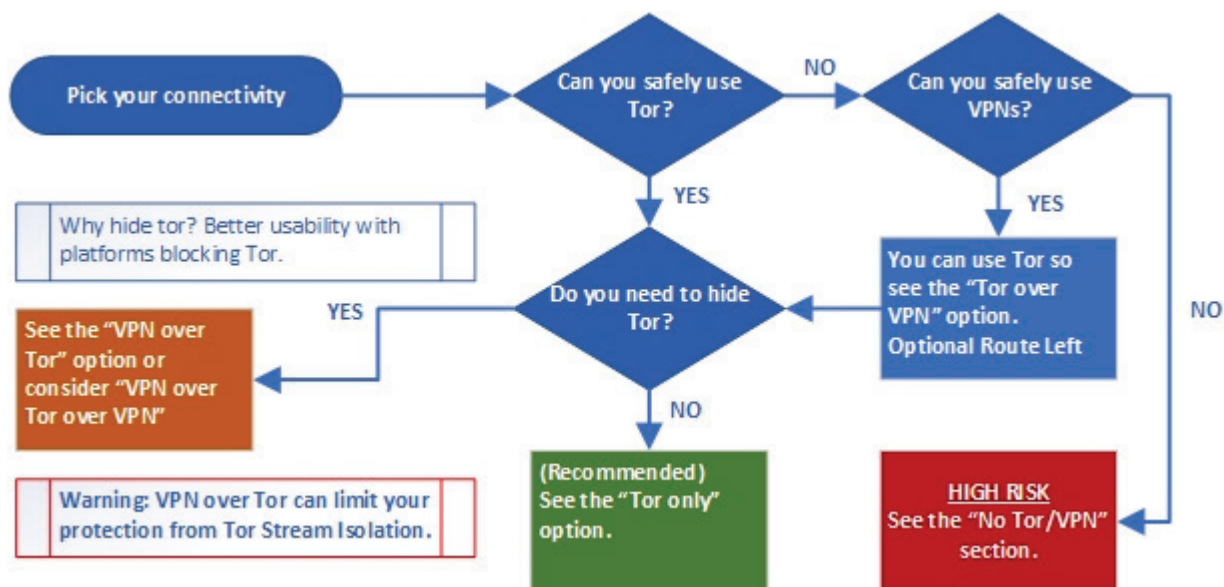 Pick your connectivity
Can you safely use
Tor?
NO
Can you safely use
VPNs?
YES
YES
NO
Why hide tor? Better usability with
platforms blocking Tor.
Do you need to hide
Tor?
You can use Tor so
see the “Tor over
VPN” option.
Optional Route Left
YES
See the “VPN over
Tor” option or
consider “VPN over
Tor over VPN”
NO
Warning: VPN over Tor can limit your
protection from Tor Stream Isolation.
(Recommended)
See the “Tor only”
option.
HIGH RISK
See the “No Tor/VPN”
section.